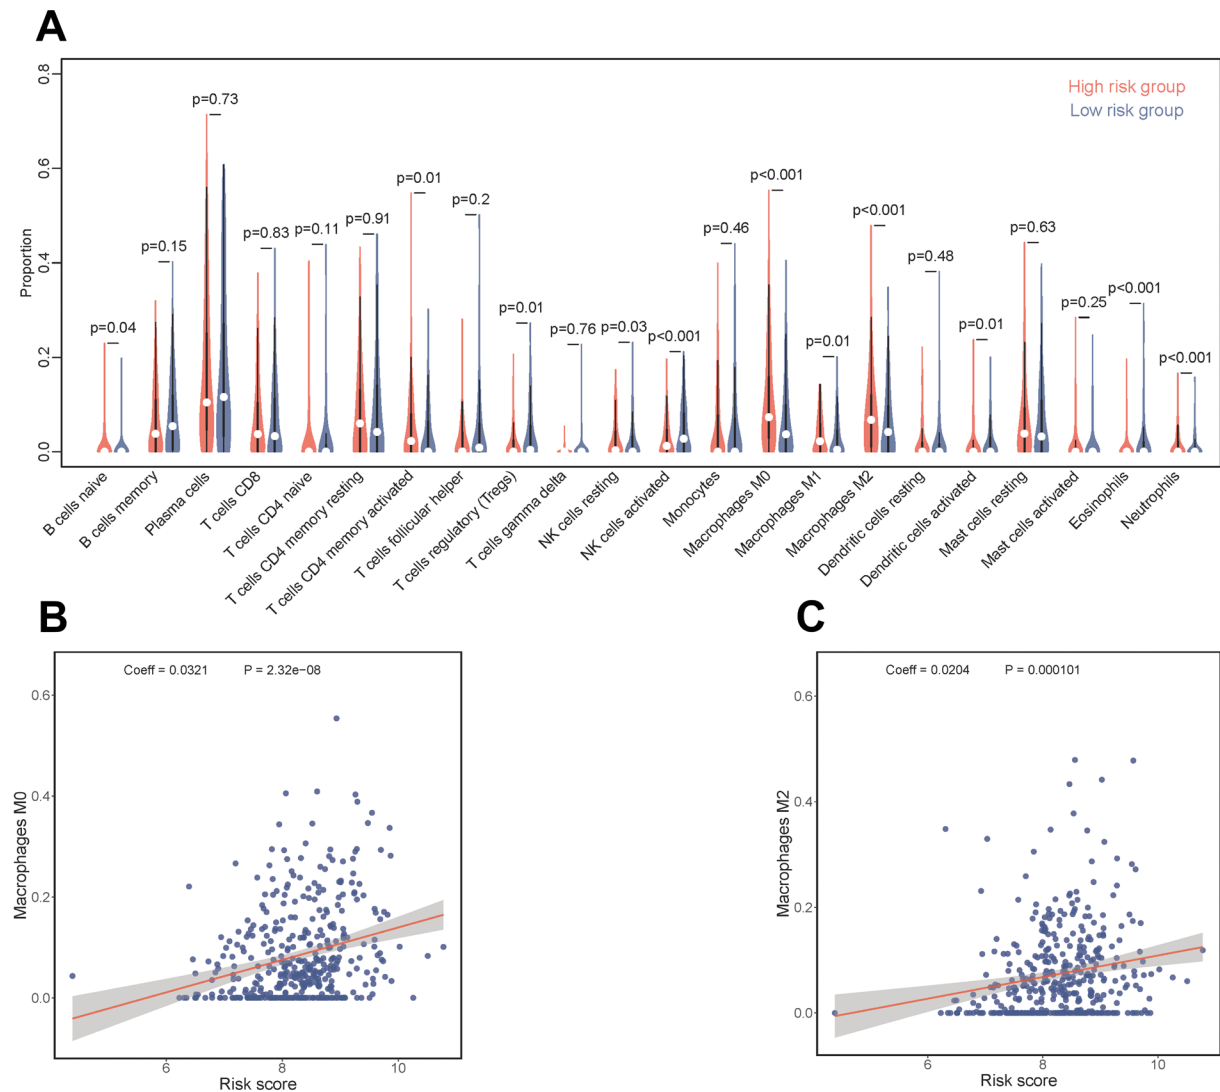 A
High risk group
Low risk group
Proportion
0.8
0.6
0.4
0.2
0.0
p=0.04
p=0.15
p=0.73
p=0.83
p=0.11
p=0.91
p=0.01
p=0.2
p=0.01
p=0.76
p=0.03
p<0.001
p=0.46
p<0.001
p=0.01
p<0.001
p=0.48
p=0.01
p=0.63
p=0.25
p<0.001
p<0.001
B cells naive
B cells memory
Plasma cells
T cells CD8
T cells CD4 naive
T cells CD4 memory resting
T cells CD4 memory activated
T cells follicular helper
T cells regulatory (Tregs)
T cells gamma delta
NK cells resting
NK cells activated
Monocytes
Macrophages M0
Macrophages M1
Macrophages M2
Dendritic cells resting
Dendritic cells activated
Mast cells resting
Mast cells activated
Eosinophils
Neutrophils
B
Coeff = 0.0321 P = 2.32e−08
Macrophages M0
0.6
0.4
0.2
0.0
6 8 10
Risk score
C
Coeff = 0.0204 P = 0.000101
Macrophages M2
0.6
0.4
0.2
0.0
6 8 10
Risk score